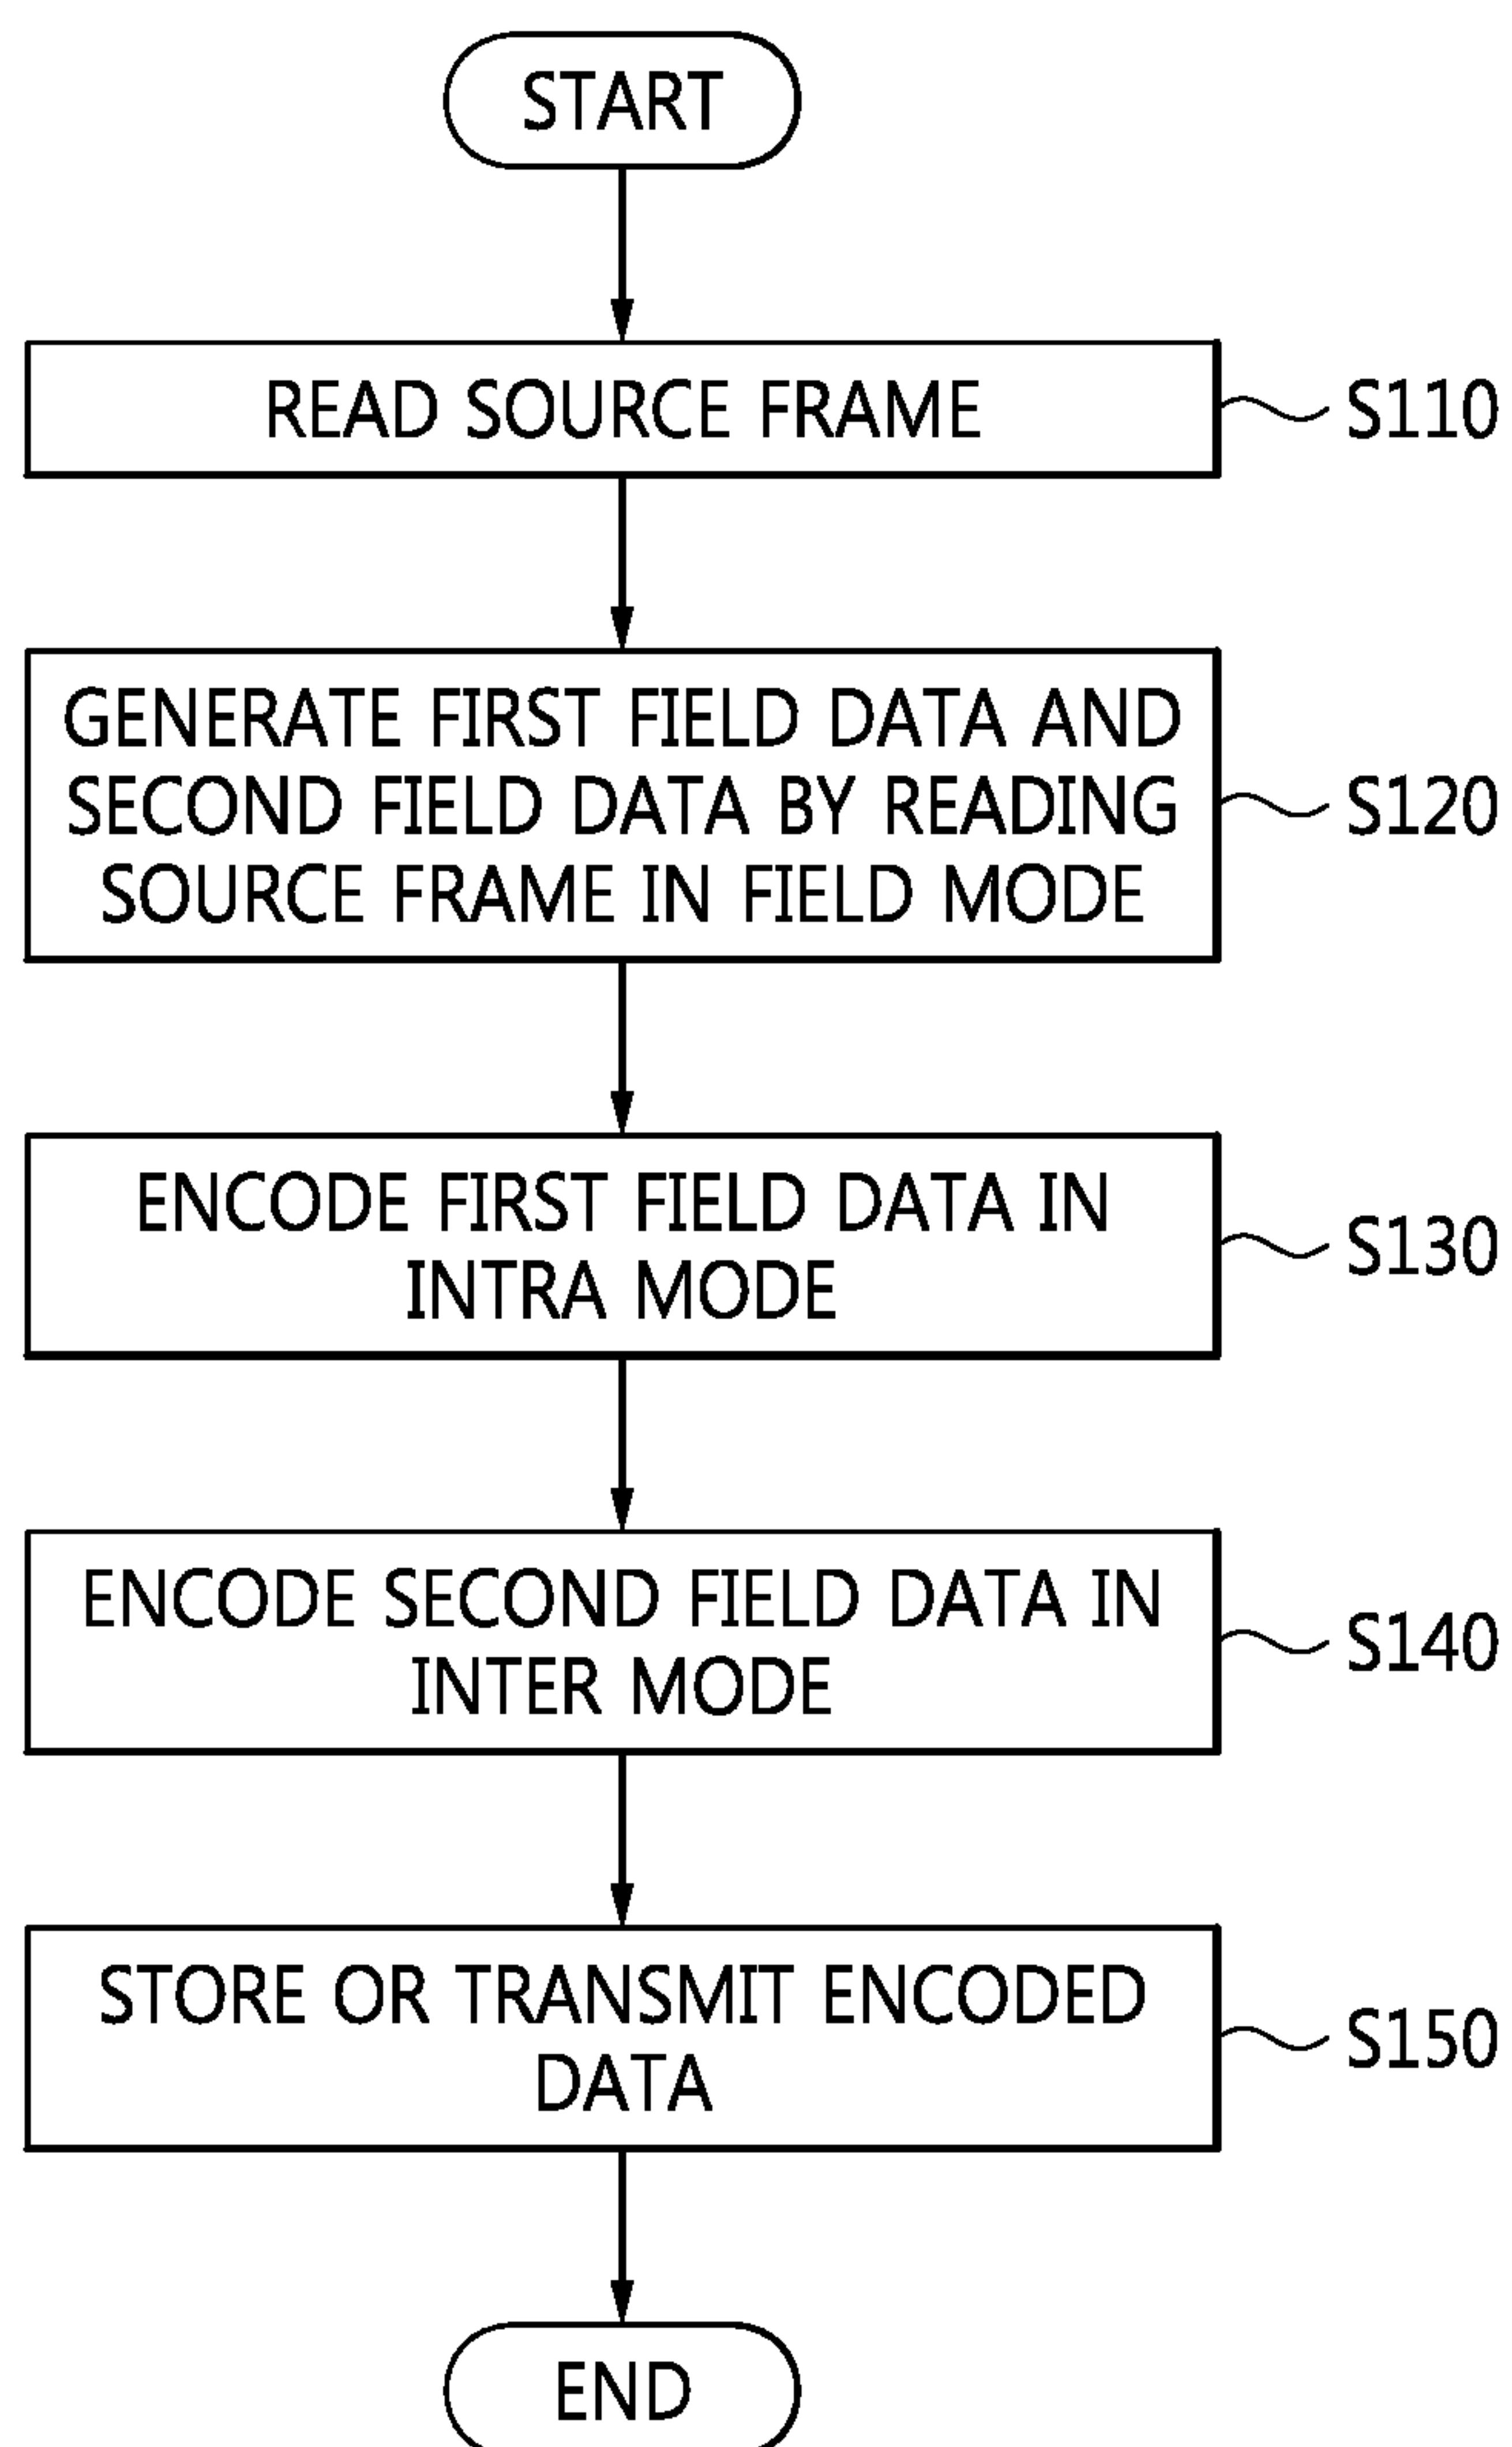 START
READ SOURCE FRAME
S110
GENERATE FIRST FIELD DATA AND
SECOND FIELD DATA BY READING
SOURCE FRAME IN FIELD MODE
S120
ENCODE FIRST FIELD DATA IN
INTRA MODE
S130
ENCODE SECOND FIELD DATA IN
INTER MODE
S140
STORE OR TRANSMIT ENCODED
DATA
S150
END